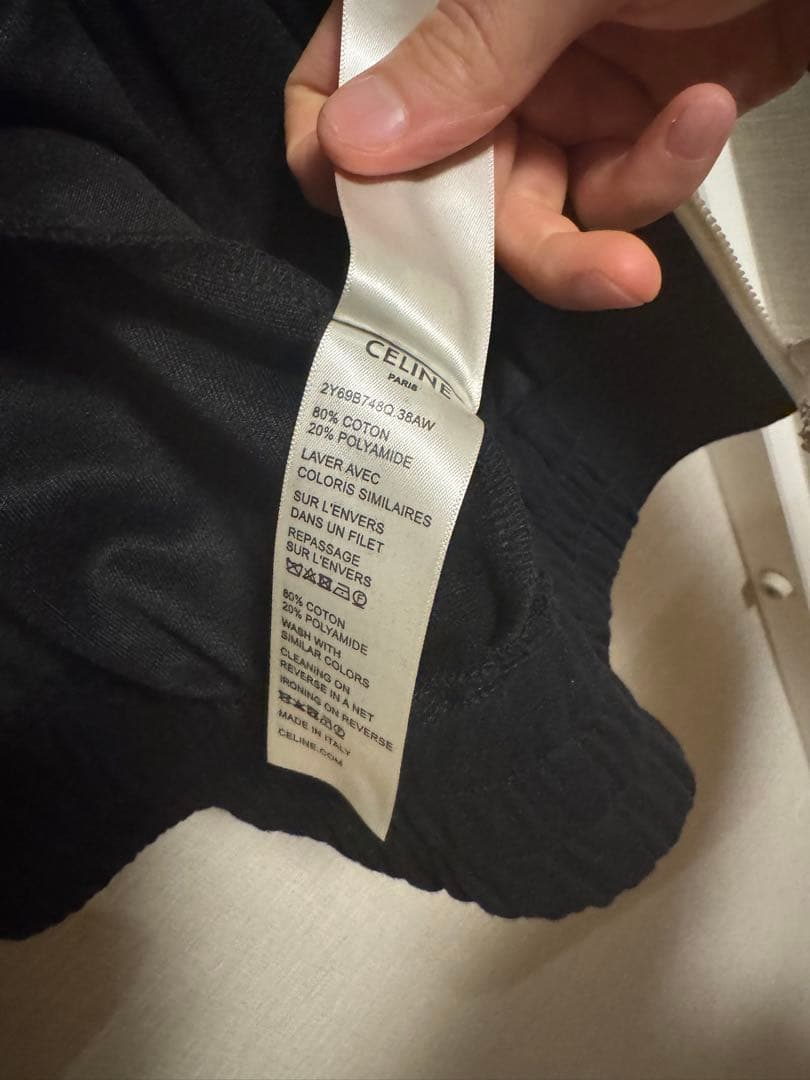 CELINE
PARIS
2Y69B748Q.38AW
80% COTON
20% POLYAMIDE
LAVER AVEC
COLORIS SIMILAIRES
SUR L'ENVERS
DANS UN FILET
REPASSAGE
SUR L'ENVERS
80% COTTON
20% POLYAMIDE
WASH WITH
SIMILAR COLORS
CLEANING ON
REVERSE IN A NET
IRONING ON REVERSE
MADE IN ITALY
CELINE.COM